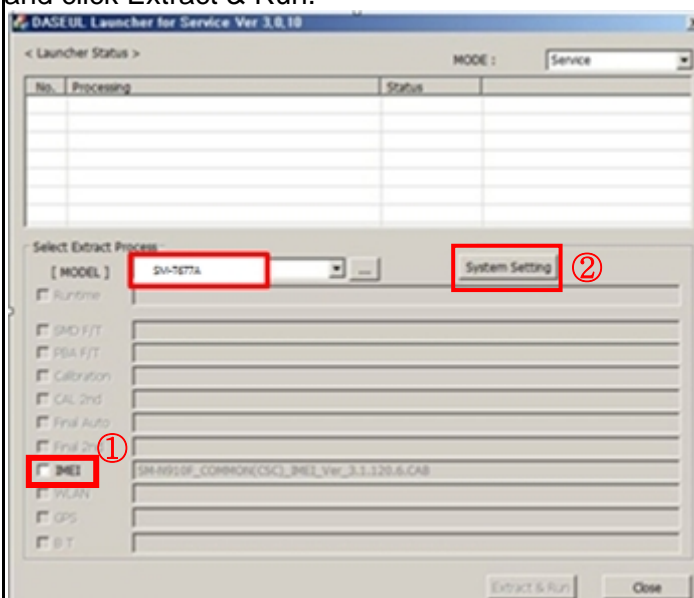 and click Extract & Run.
DASEUL Launcher for Service Ver 3,0,10
< Launcher Status >
MODE : Service
No. Processing Status
Select Extract Process
[ MODEL ] SM-T677A ... System Setting ②
Runtime
SMD F/T
PBA F/T
Calibration
CAL 2nd
Final Auto
Final 2nd
①
IMEI SM-N910F_COMMON(CSC)_IMEI_Ver_3.1.120.6.CAB
WLAN
GPS
B T
Extract & Run Close